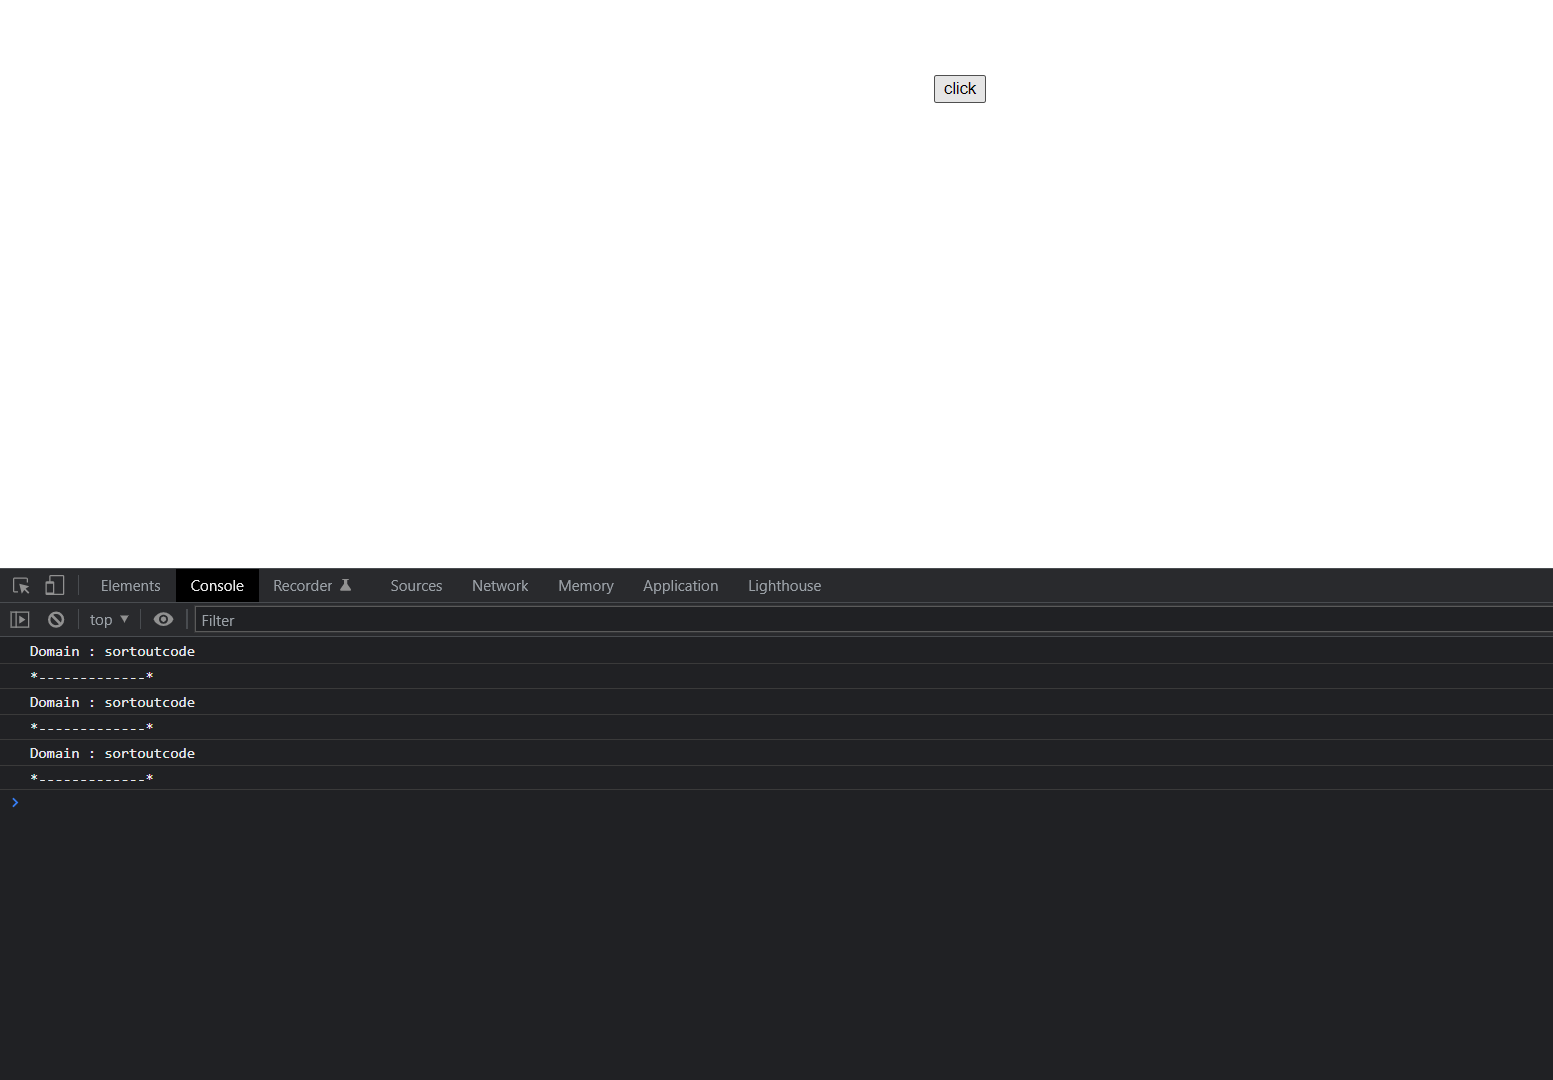 click
Elements Console Recorder Sources Network Memory Application Lighthouse
top Filter
Domain : sortoutcode
*-------------*
Domain : sortoutcode
*-------------*
Domain : sortoutcode
*-------------*